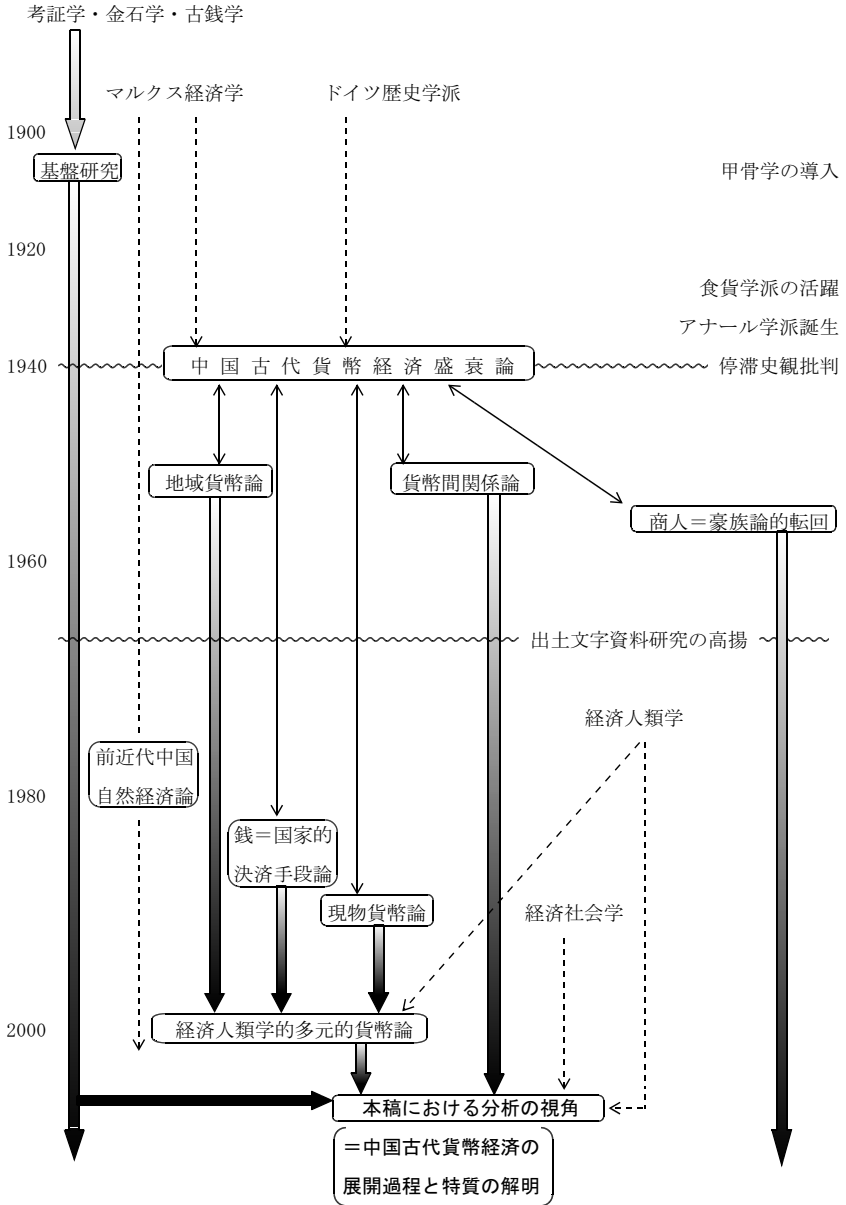 考証学・金石学・古銭学
マルクス経済学
ドイツ歴史学派
1900
基盤研究
甲骨学の導入
1920
食貨学派の活躍
アナール学派誕生
1940
中国古代貨幣経済盛衰論
停滞史観批判
地域貨幣論
貨幣間関係論
商人＝豪族論的転回
1960
出土文字資料研究の高揚
経済人類学
前近代中国
自然経済論
1980
銭＝国家的
決済手段論
現物貨幣論
経済社会学
2000
経済人類学的多元的貨幣論
本稿における分析の視角
＝中国古代貨幣経済の
展開過程と特質の解明